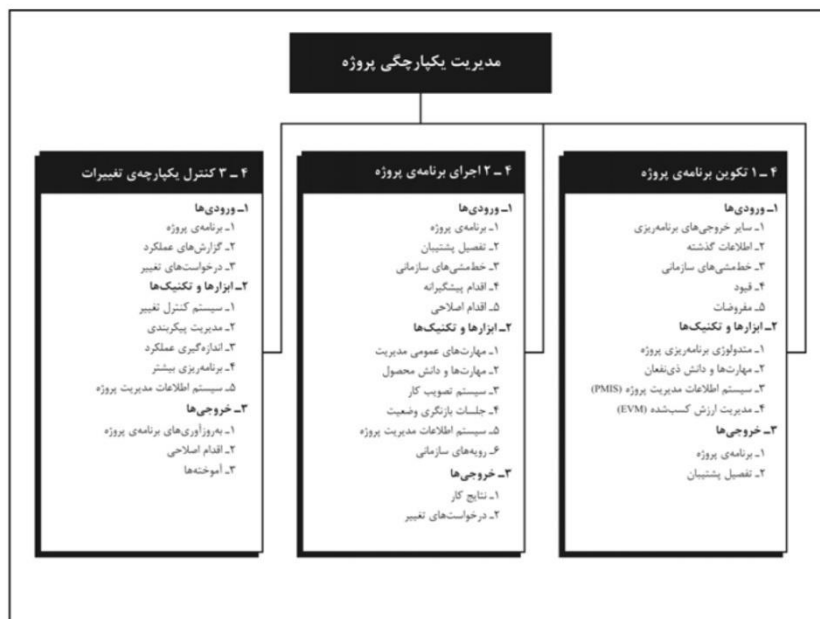 مدیریت یکپارچگی پروژه
۴ـ۱ تکوین برنامه‌ی پروژه
۱ـ ورودی‌ها
۱ـ سایر خروجی‌های برنامه‌ریزی
۲ـ اطلاعات گذشته
۳ـ خط‌مشی‌های سازمانی
۴ـ قیود
۵ـ مفروضات
۲ـ ابزارها و تکنیک‌ها
۱ـ متدولوژی برنامه‌ریزی پروژه
۲ـ مهارت‌ها و دانش ذی‌نفعان
۳ـ سیستم اطلاعات مدیریت پروژه (PMIS)
۴ـ مدیریت ارزش کسب‌شده (EVM)
۳ـ خروجی‌ها
۱ـ برنامه‌ی پروژه
۲ـ تفصیل پشتیبان
۴ـ۲ اجرای برنامه‌ی پروژه
۱ـ ورودی‌ها
۱ـ برنامه‌ی پروژه
۲ـ تفصیل پشتیبان
۳ـ خط‌مشی‌های سازمانی
۴ـ اقدام پیشگیرانه
۵ـ اقدام اصلاحی
۲ـ ابزارها و تکنیک‌ها
۱ـ مهارت‌های عمومی مدیریت
۲ـ مهارت‌ها و دانش محصول
۳ـ سیستم تصویب کار
۴ـ جلسات بازنگری وضعیت
۵ـ سیستم اطلاعات مدیریت پروژه
۶ـ رویه‌های سازمانی
۳ـ خروجی‌ها
۱ـ نتایج کار
۲ـ درخواست‌های تغییر
۴ـ۳ کنترل یکپارچه‌ی تغییرات
۱ـ ورودی‌ها
۱ـ برنامه‌ی پروژه
۲ـ گزارش‌های عملکرد
۳ـ درخواست‌های تغییر
۲ـ ابزارها و تکنیک‌ها
۱ـ سیستم کنترل تغییر
۲ـ مدیریت پیکربندی
۳ـ اندازه‌گیری عملکرد
۴ـ برنامه‌ریزی بیشتر
۵ـ سیستم اطلاعات مدیریت پروژه
۳ـ خروجی‌ها
۱ـ به‌روزآوری‌های برنامه‌ی پروژه
۲ـ اقدام اصلاحی
۳ـ آموخته‌ها